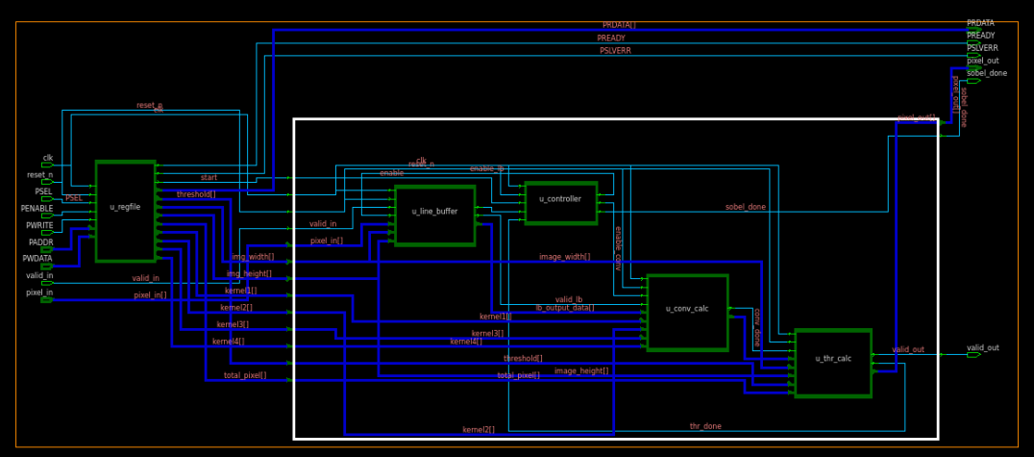 PRDATA[]
PRDATA
PREADY
PREADY
PSLVERR
PSLVERR
pixel_out
sobel_done
pixel_out[]
sobel_done
reset_n
clk
pixel_out[]
clk
reset_n
PSEL
PSEL
PENABLE
PWRITE
PADDR
PWDATA
valid_in
pixel_in
u_regfile
start
threshold[]
valid_in
pixel_in[]
clk
reset_n
enable
enable_lb
u_line_buffer
u_controller
sobel_done
valid_in
pixel_in[]
img_width[]
image_width[]
enable_conv
img_height[]
kernel1[]
kernel2[]
kernel3[]
kernel4[]
valid_lb
lb_output_data[]
kernel1[]
kernel3[]
kernel4[]
u_conv_calc
conv_done
u_thr_calc
threshold[]
image_height[]
total_pixel[]
total_pixel[]
valid_out
valid_out
thr_done
kernel2[]